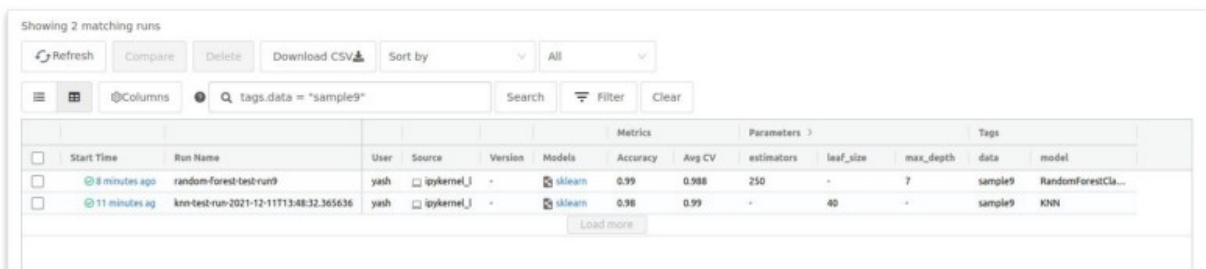 Showing 2 matching runs
Refresh Compare Delete Download CSV Sort by All
Columns tags.data = "sample9" Search Filter Clear
Metrics Parameters > Tags
Start Time Run Name User Source Version Models Accuracy Avg CV estimators leaf_size max_depth data model
8 minutes ago random-forest-test-run9 yash ipykernel_l - sklearn 0.99 0.988 250 - 7 sample9 RandomForestCla...
11 minutes ag knn-test-run-2021-12-11T13:48:32.365636 yash ipykernel_l - sklearn 0.98 0.99 - 40 - sample9 KNN
Load more